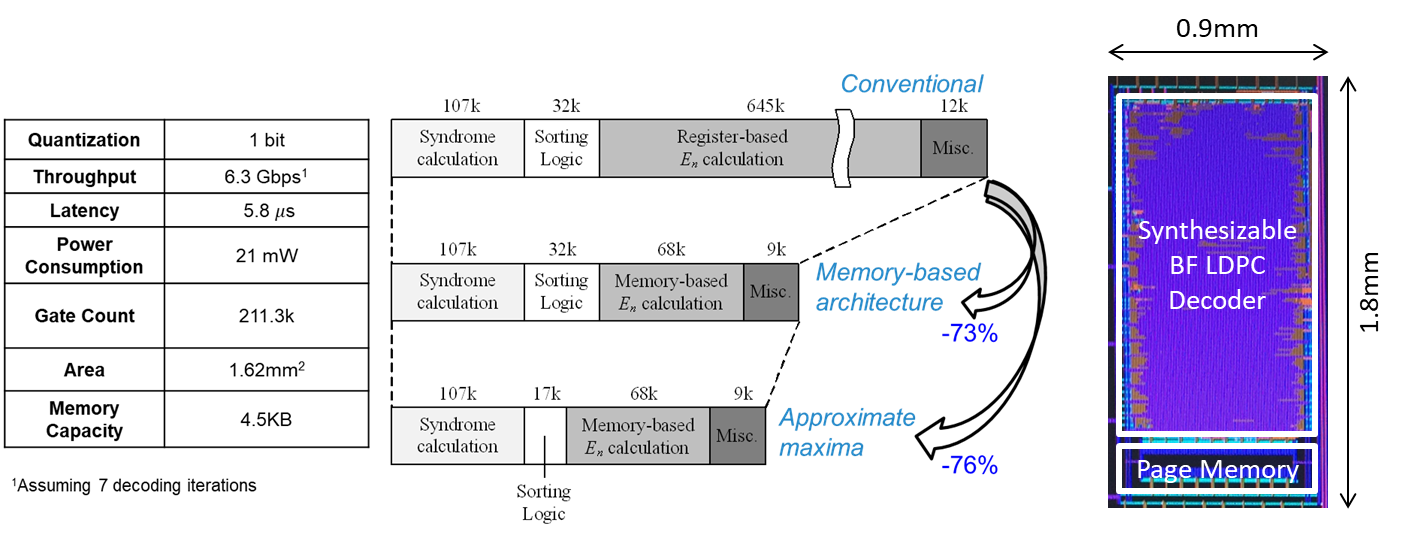 Quantization 1 bit
Throughput 6.3 Gbps¹
Latency 5.8 μs
Power
Consumption 21 mW
Gate Count 211.3k
Area 1.62mm²
Memory
Capacity 4.5KB
¹Assuming 7 decoding iterations
Conventional
107k 32k 645k 12k
Syndrome
calculation
Sorting
Logic
Register-based
Eₙ calculation
Misc.
107k 32k 68k 9k
Syndrome
calculation
Sorting
Logic
Memory-based
Eₙ calculation
Misc.
Memory-based
architecture
-73%
107k 17k 68k 9k
Syndrome
calculation
Memory-based
Eₙ calculation
Misc.
Approximate
maxima
-76%
Sorting
Logic
0.9mm
1.8mm
Synthesizable
BF LDPC
Decoder
Page Memory